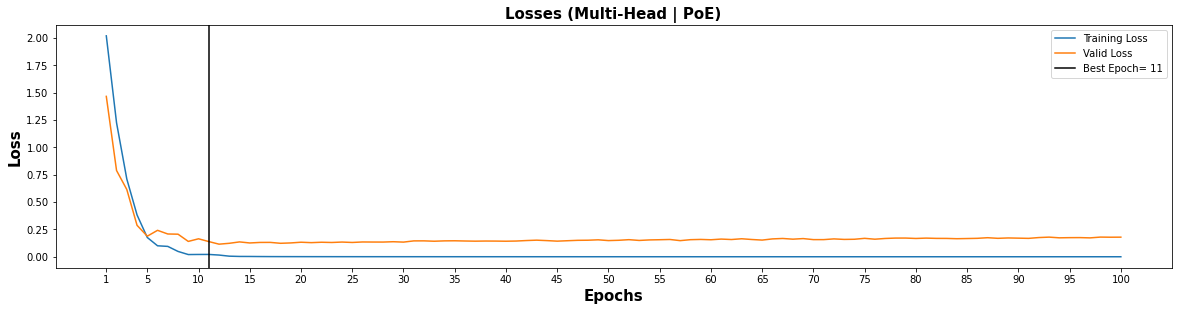 Losses (Multi-Head | PoE)
Training Loss
Valid Loss
Best Epoch= 11
2.00
1.75
1.50
1.25
1.00
0.75
0.50
0.25
0.00
Loss
1 5 10 15 20 25 30 35 40 45 50 55 60 65 70 75 80 85 90 95 100
Epochs